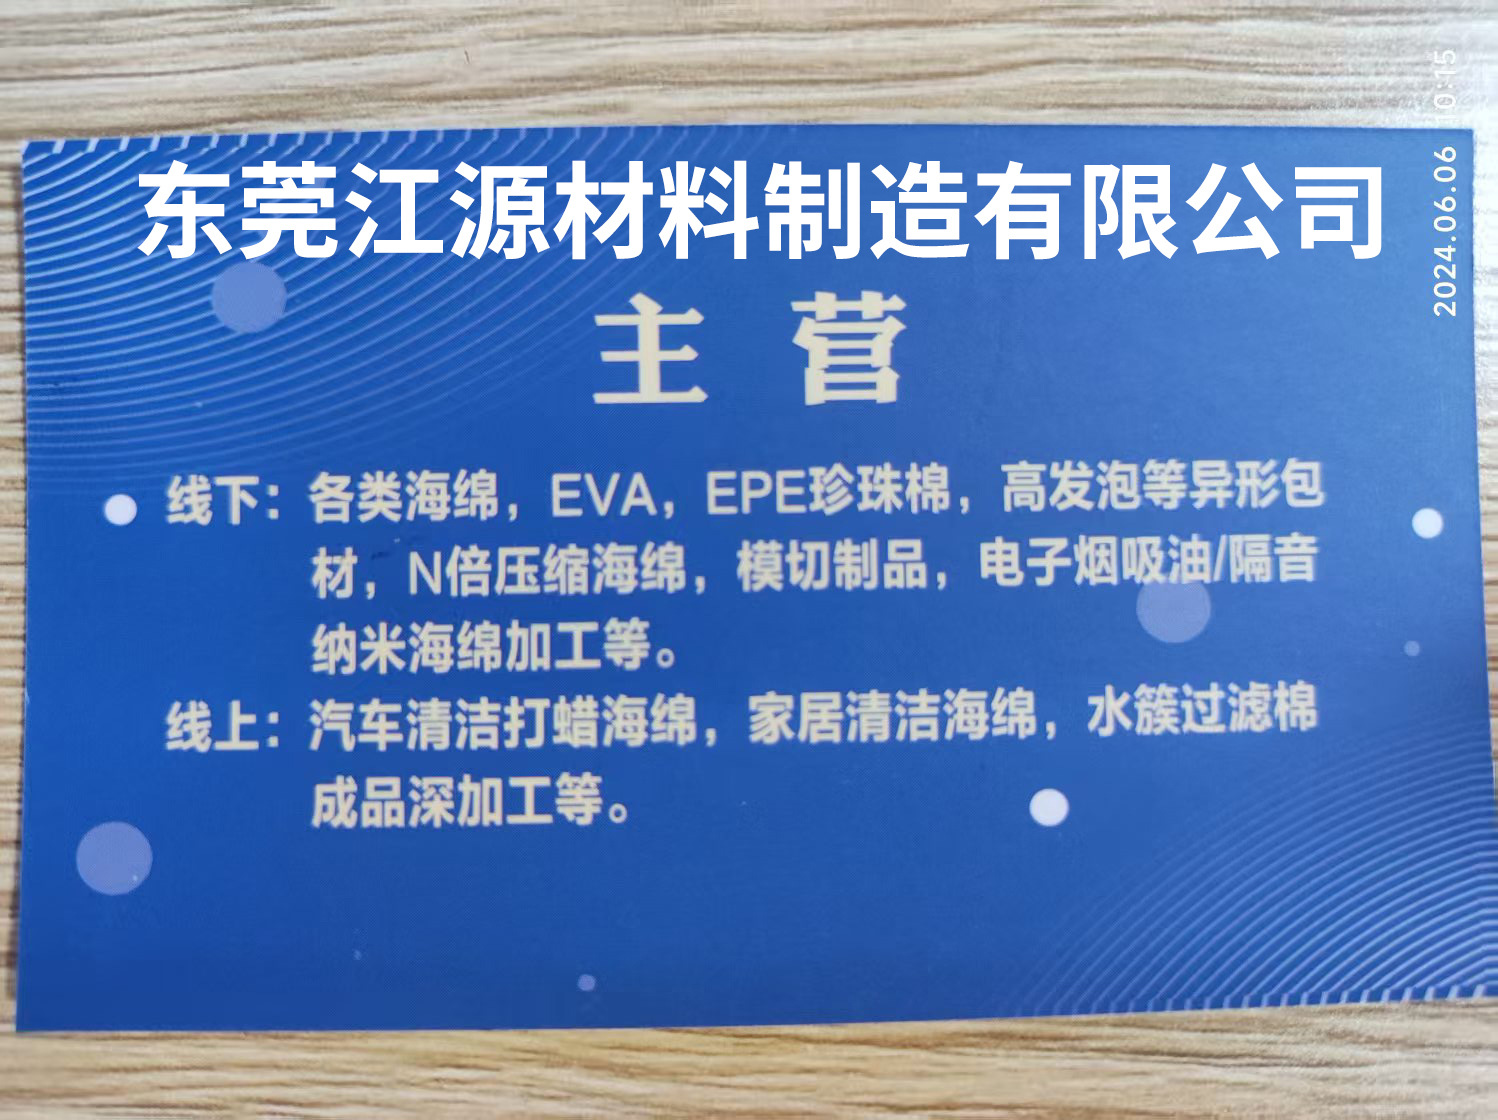 东莞江源材料制造有限公司
主营
线下：各类海绵，EVA，EPE珍珠棉，高发泡等异形包
材，N倍压缩海绵，模切制品，电子烟吸油/隔音
纳米海绵加工等。
线上：汽车清洁打蜡海绵，家居清洁海绵，水簇过滤棉
成品深加工等。
2024.06.06 10:15